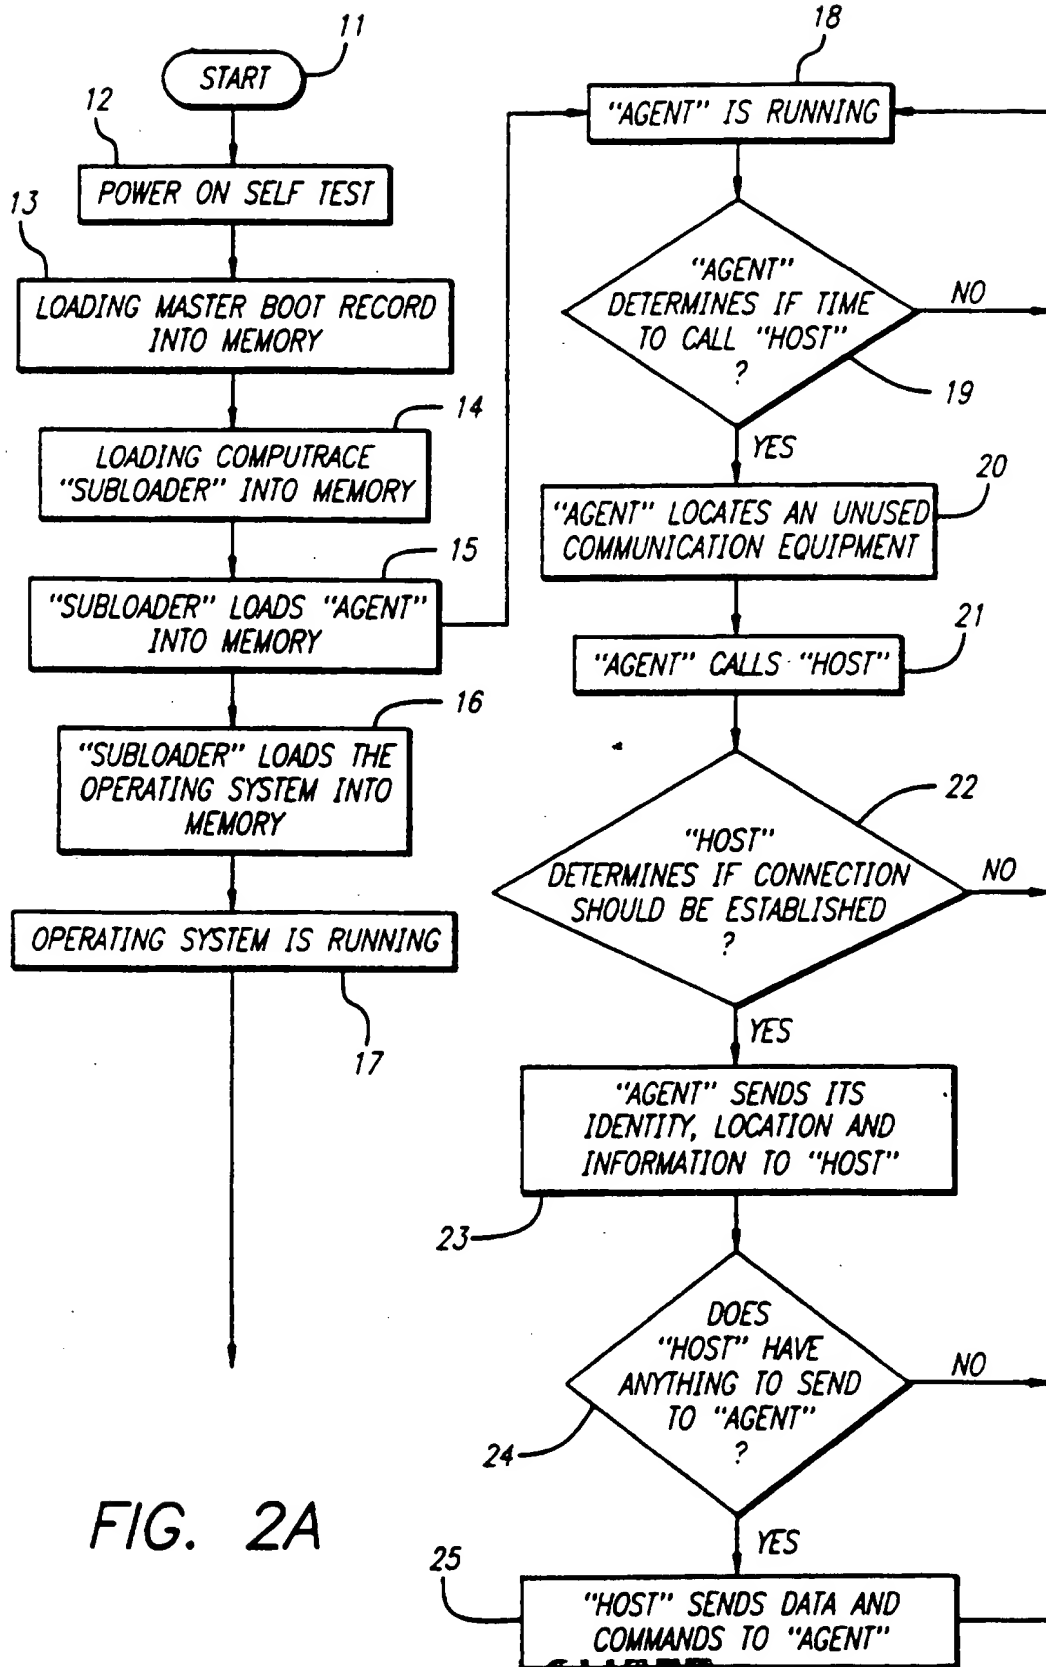 11
START
12
POWER ON SELF TEST
13
LOADING MASTER BOOT RECORD
INTO MEMORY
14
LOADING COMPUTRACE
"SUBLOADER" INTO MEMORY
15
"SUBLOADER" LOADS "AGENT"
INTO MEMORY
16
"SUBLOADER" LOADS THE
OPERATING SYSTEM INTO
MEMORY
OPERATING SYSTEM IS RUNNING
17
18
"AGENT" IS RUNNING
"AGENT"
DETERMINES IF TIME
TO CALL "HOST"
?
NO
19
YES
20
"AGENT" LOCATES AN UNUSED
COMMUNICATION EQUIPMENT
21
"AGENT" CALLS "HOST"
22
"HOST"
DETERMINES IF CONNECTION
SHOULD BE ESTABLISHED
?
NO
YES
"AGENT" SENDS ITS
IDENTITY, LOCATION AND
INFORMATION TO "HOST"
23
DOES
"HOST" HAVE
ANYTHING TO SEND
TO "AGENT"
?
NO
24
YES
25
"HOST" SENDS DATA AND
COMMANDS TO "AGENT"
FIG. 2A